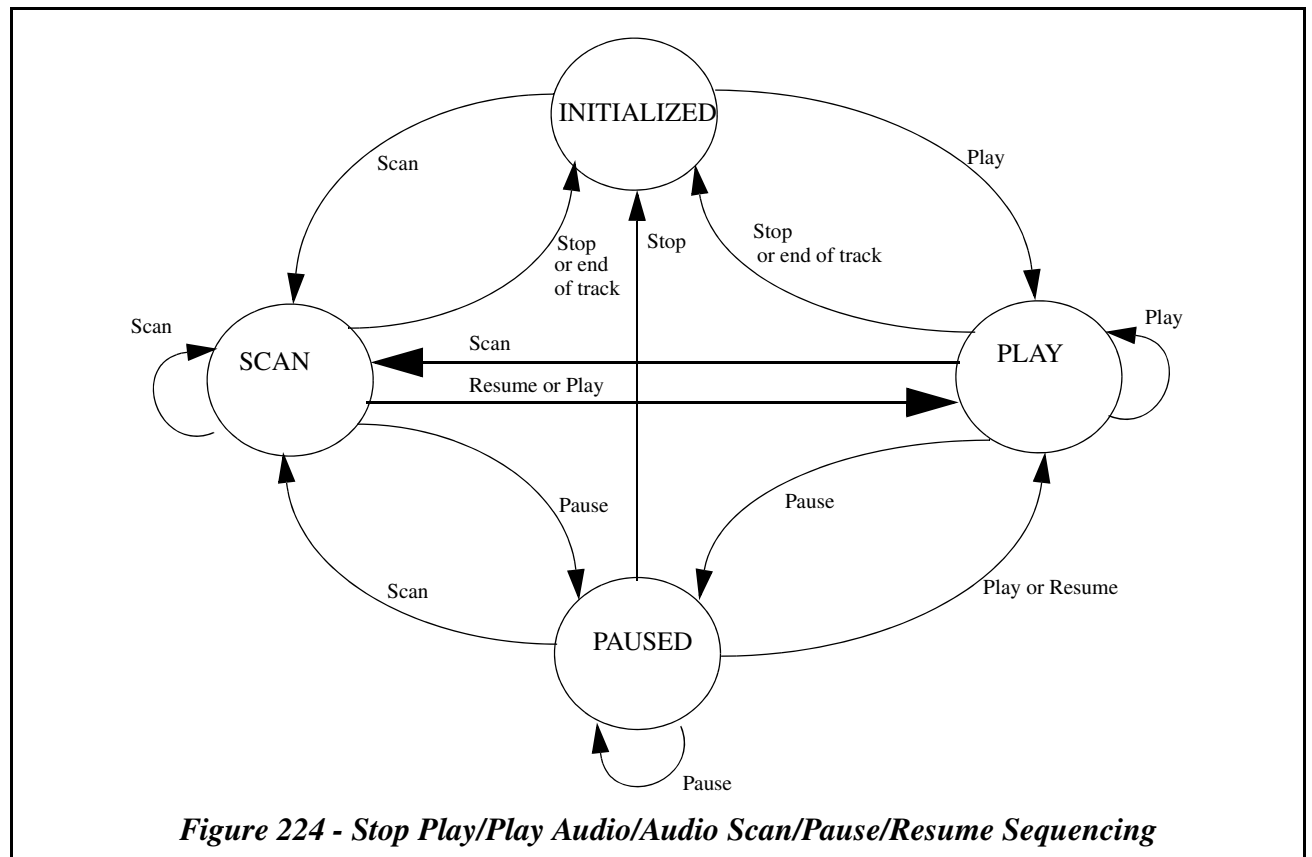 INITIALIZED
Scan
Play
Stop
or end
of track
Stop
Stop
or end of track
Scan
SCAN
Scan
Resume or Play
PLAY
Play
Pause
Pause
Scan
Play or Resume
PAUSED
Pause
Figure 224 - Stop Play/Play Audio/Audio Scan/Pause/Resume Sequencing